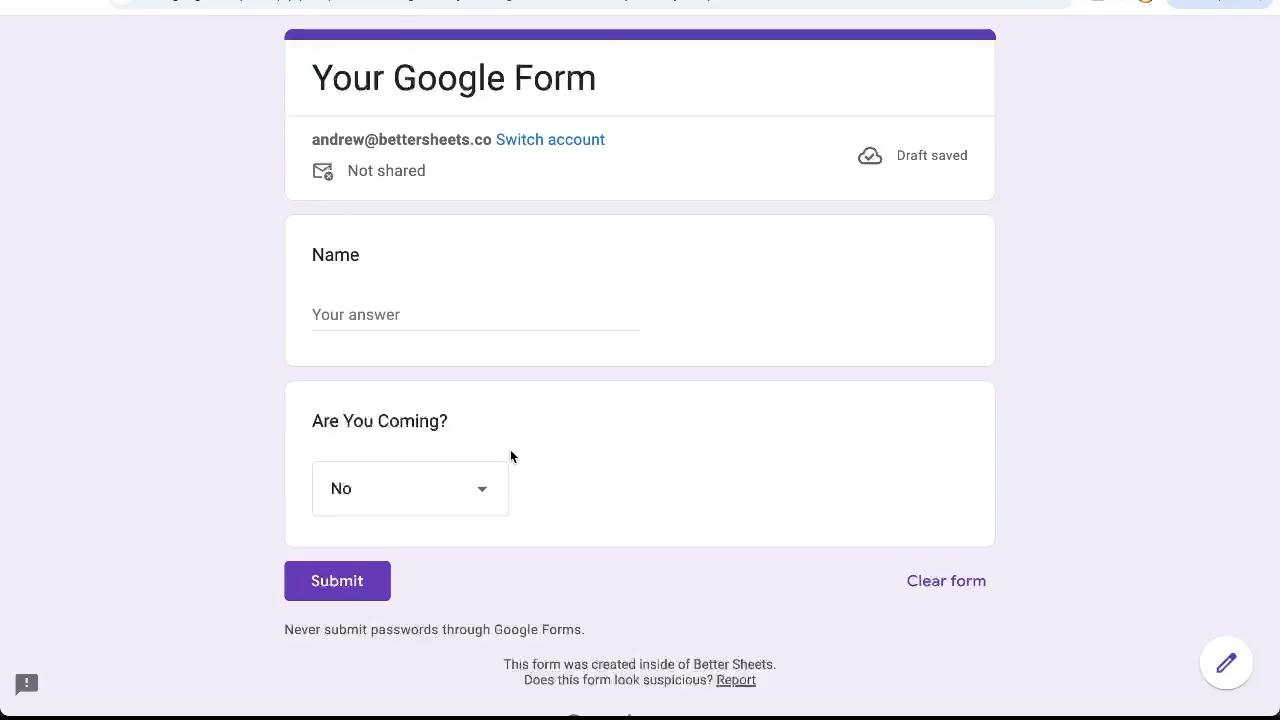 Your Google Form
andrew@bettersheets.co Switch account
Not shared
Draft saved
Name
Your answer
Are You Coming?
No
Submit
Clear form
Never submit passwords through Google Forms.
This form was created inside of Better Sheets.
Does this form look suspicious? Report